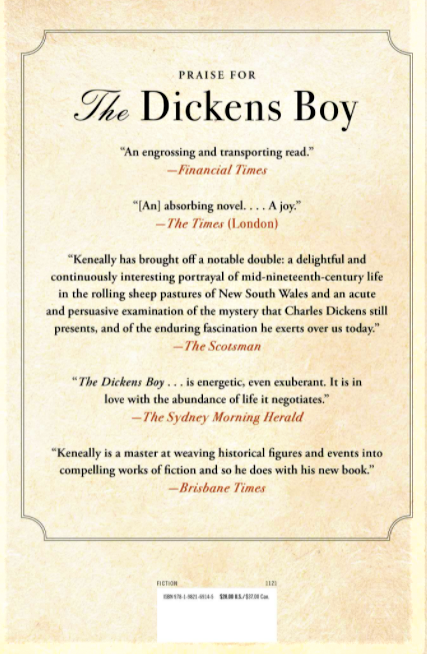 PRAISE FOR
The Dickens Boy
“An engrossing and transporting read.”
—Financial Times
“[An] absorbing novel. . . . A joy.”
—The Times (London)
“Keneally has brought off a notable double: a delightful and
continuously interesting portrayal of mid-nineteenth-century life
in the rolling sheep pastures of New South Wales and an acute
and persuasive examination of the mystery that Charles Dickens still
presents, and of the enduring fascination he exerts over us today.”
—The Scotsman
“The Dickens Boy . . . is energetic, even exuberant. It is in
love with the abundance of life it negotiates.”
—The Sydney Morning Herald
“Keneally is a master at weaving historical figures and events into
compelling works of fiction and so he does with his new book.”
—Brisbane Times
FICTION
ISBN 978-1-9821-6914-5 $28.00 U.S./$37.00 Can.